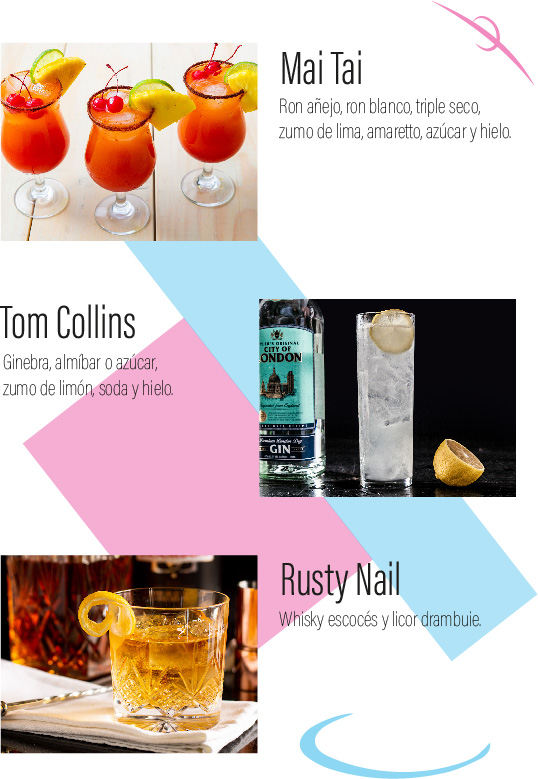 Mai Tai
Ron añejo, ron blanco, triple seco,
zumo de lima, amaretto, azúcar y hielo.
Tom Collins
Ginebra, almíbar o azúcar,
zumo de limón, soda y hielo.
CITY OF
LONDON
GIN
Rusty Nail
Whisky escocés y licor drambuie.